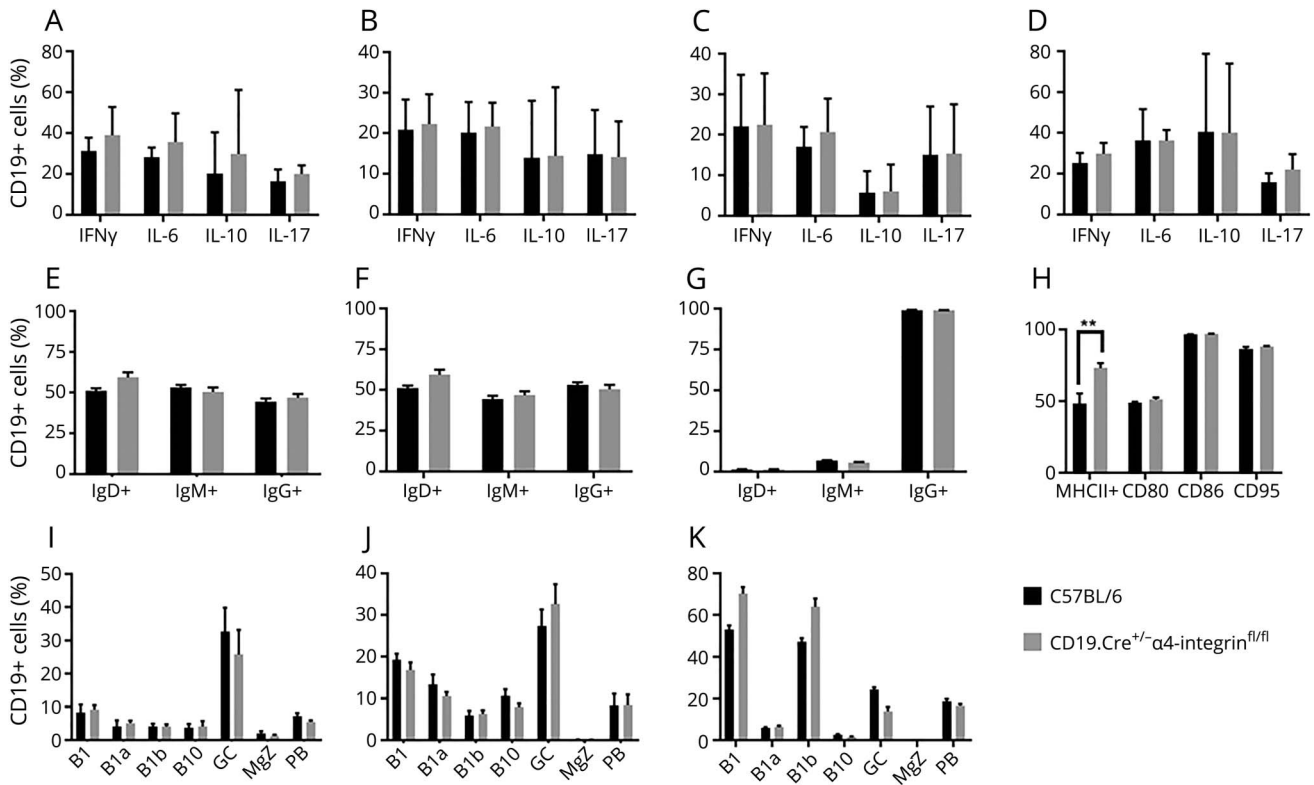 A
B
C
D
CD19+ cells (%)
80
60
40
20
0
IFNγ IL-6 IL-10 IL-17
40
30
20
10
0
IFNγ IL-6 IL-10 IL-17
40
30
20
10
0
IFNγ IL-6 IL-10 IL-17
80
60
40
20
0
IFNγ IL-6 IL-10 IL-17
E
F
G
H
CD19+ cells (%)
100
75
50
25
0
IgD+ IgM+ IgG+
100
75
50
25
0
IgD+ IgM+ IgG+
100
75
50
25
0
IgD+ IgM+ IgG+
**
100
50
0
MHCII+ CD80 CD86 CD95
I
J
K
CD19+ cells (%)
50
40
30
20
10
0
B1 B1a B1b B10 GC MgZ PB
40
30
20
10
0
B1 B1a B1b B10 GC MgZ PB
80
60
40
20
0
B1 B1a B1b B10 GC MgZ PB
C57BL/6
CD19.Cre+/−α4-integrinfl/fl